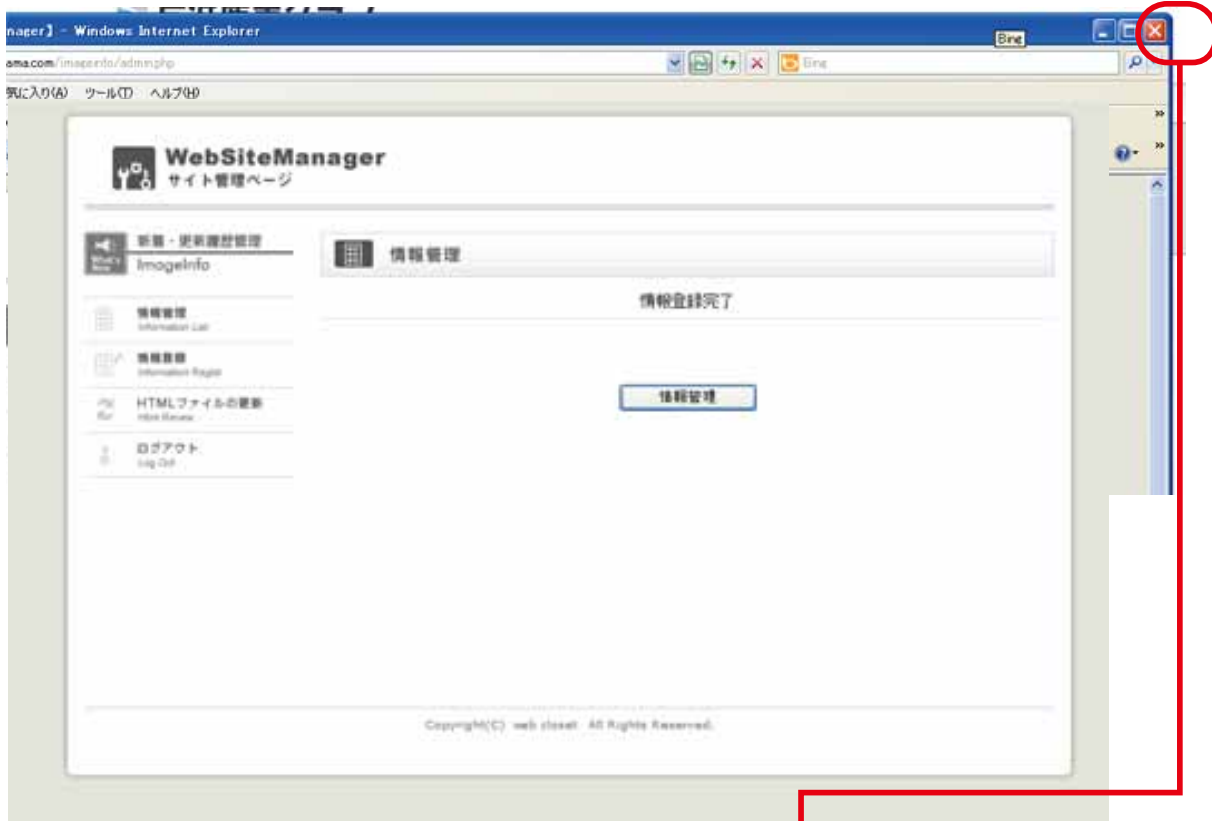 nager】 - Windows Internet Explorer
Bing
ama.com/imageinfo/admin.php
Bing
気に入り(A) ツール(T) ヘルプ(H)
WebSiteManager
サイト管理ページ
新着・更新履歴管理
ImageInfo
情報管理
情報登録完了
情報管理
Information List
情報登録
Information Regist
HTMLファイルの更新
ログアウト
Log Out
情報管理
Copyright(C) web closet All Rights Reserved.